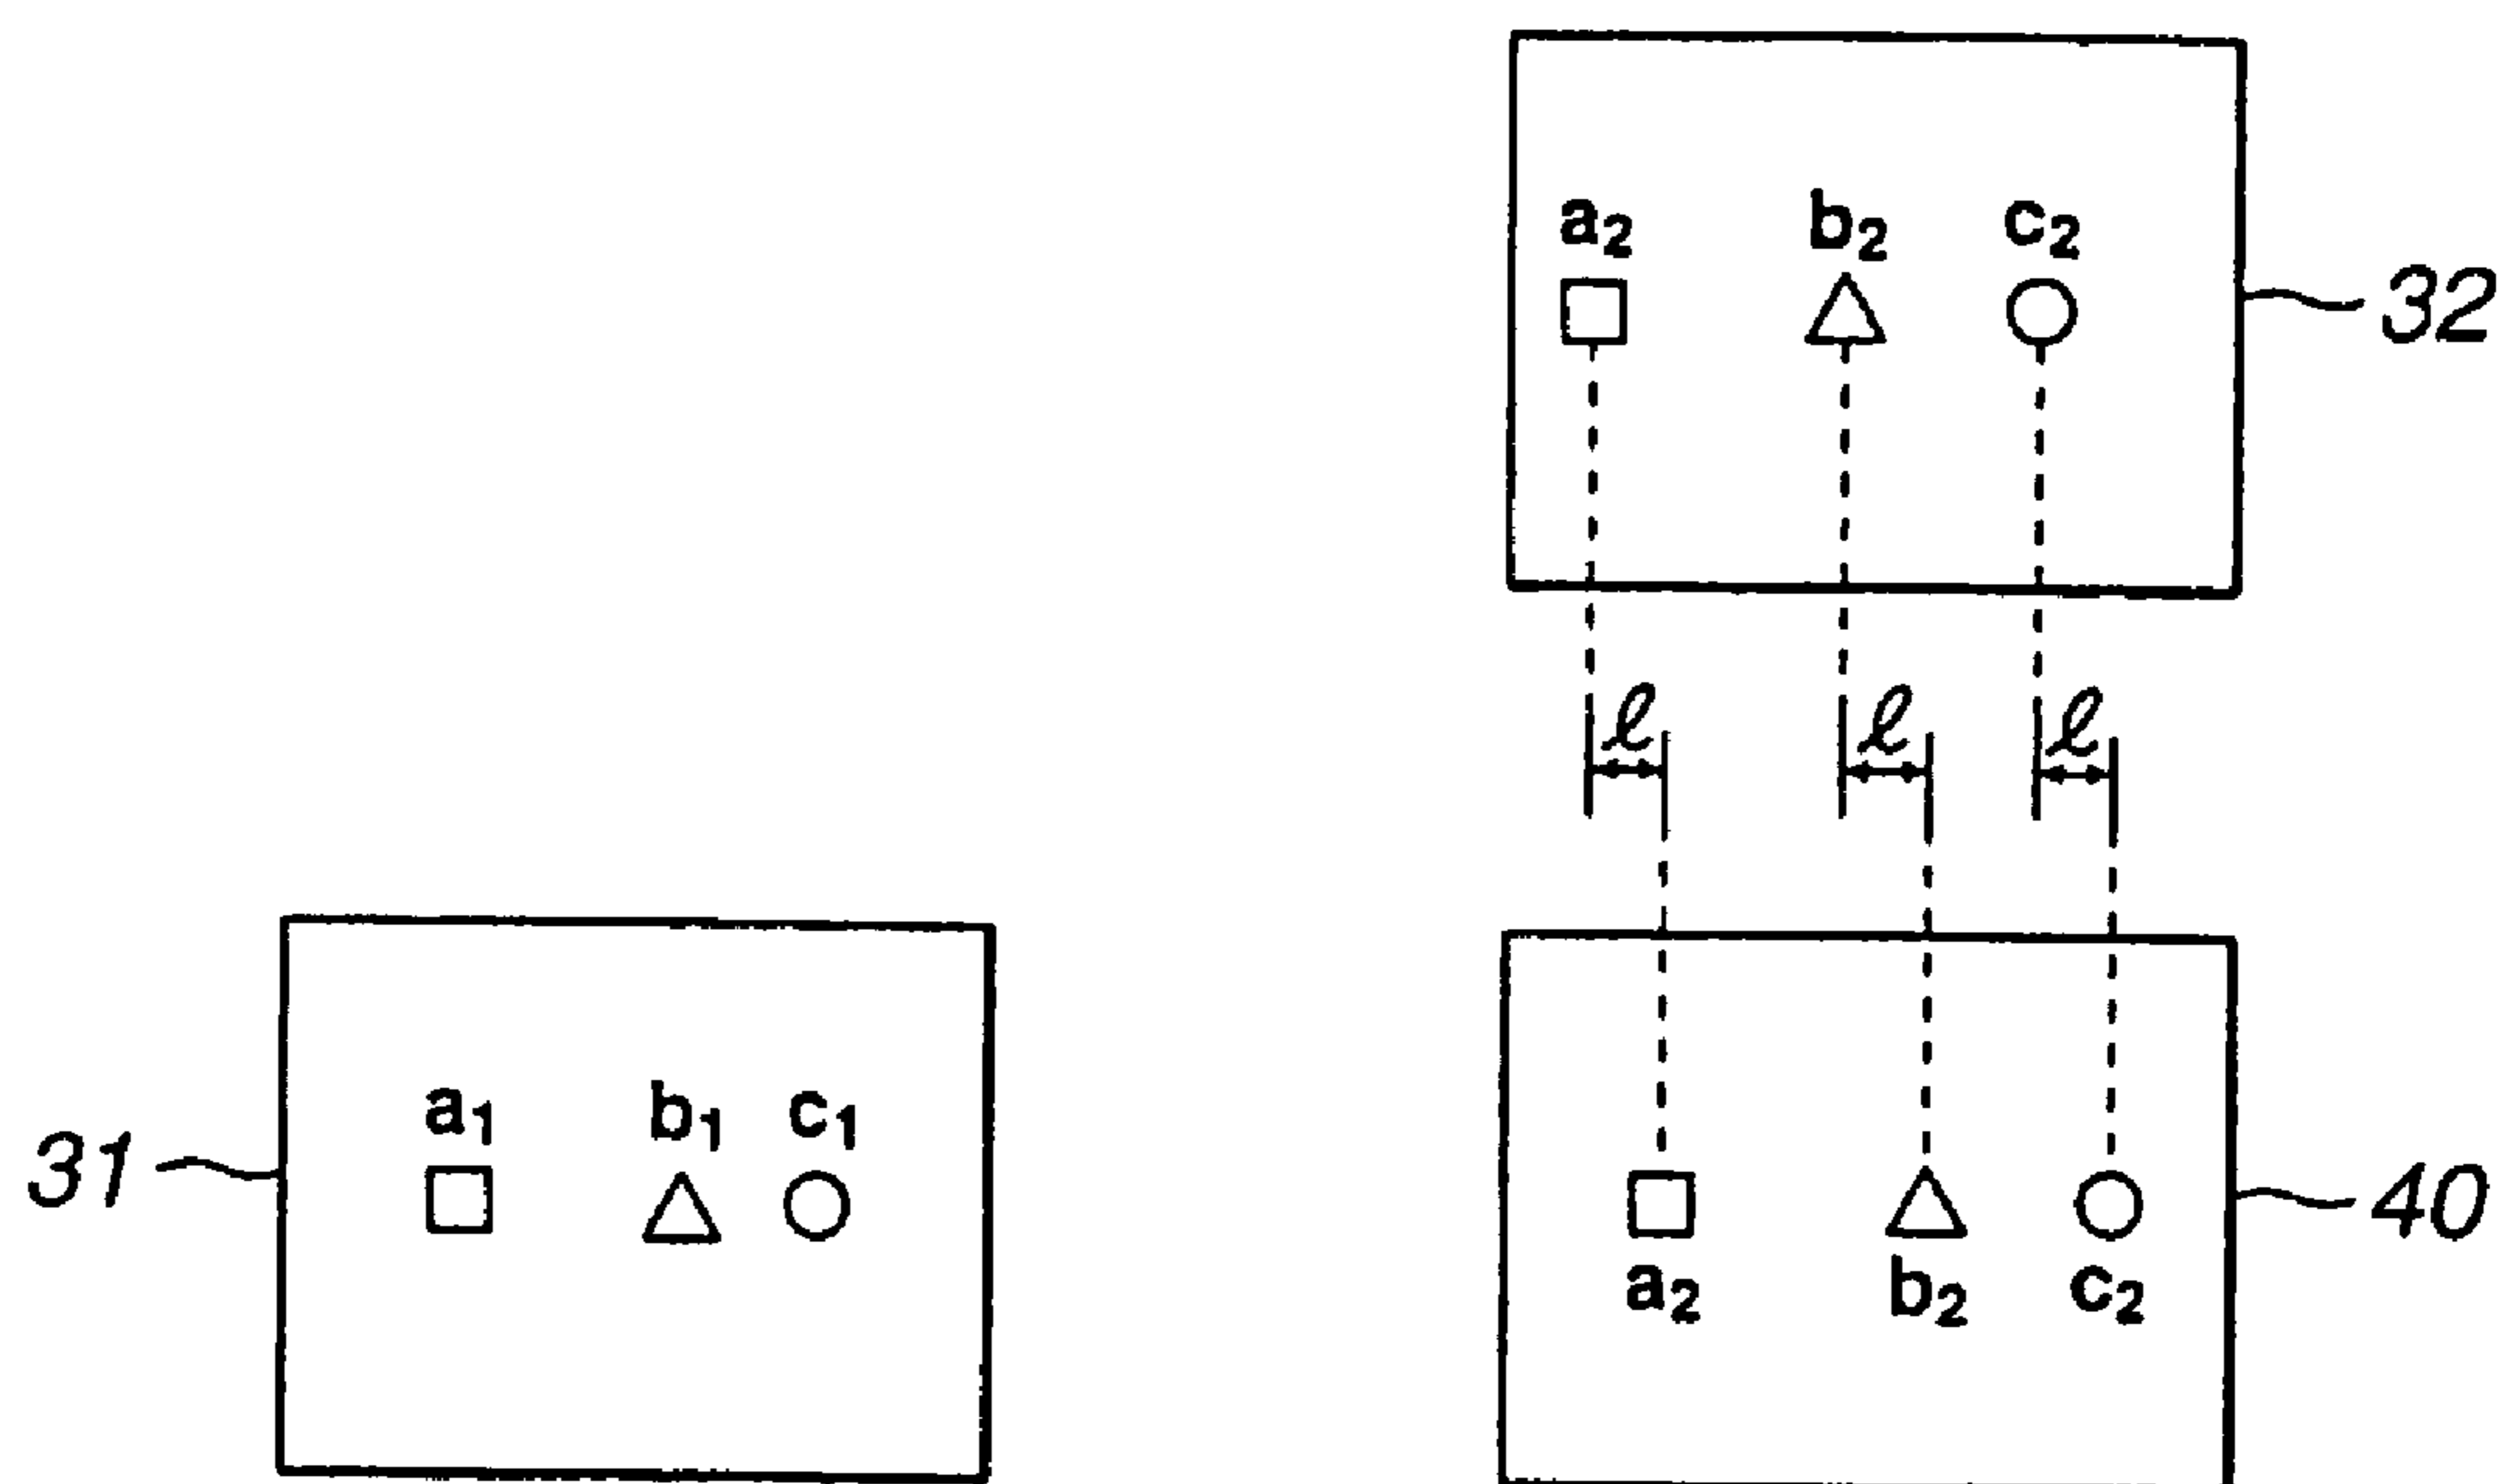 a₂ b₂ c₂
32
ℓ ℓ ℓ
a₁ b₁ c₁
31
40
a₂ b₂ c₂